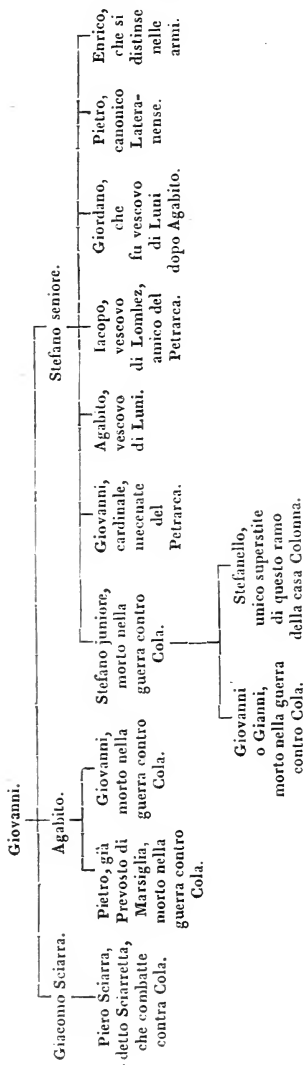 Giovanni.
Giacomo Sciarra.
Agabito.
Stefano seniore.
Piero Sciarra,
detto Sciarretta,
che combatte
contra Cola.
Pietro, già
Prevosto di
Marsiglia,
morto nella
guerra contro
Cola.
Giovanni,
morto nella
guerra contro
Cola.
Stefano juniore,
morto nella
guerra contro
Cola.
Giovanni,
cardinale,
mecenate
del
Petrarca.
Agabito,
vescovo
di Luni.
Iacopo,
vescovo
di Lombez,
amico del
Petrarca.
Giordano,
che
fu vescovo
di Luni
dopo Agabito.
Pietro,
canonico
Latera-
nense.
Enrico,
che si
distinse
nelle
armi.
Giovanni
o Gianni,
morto nella guerra
contro Cola.
Stefanello,
unico superstite
di questo ramo
della casa Colonna.